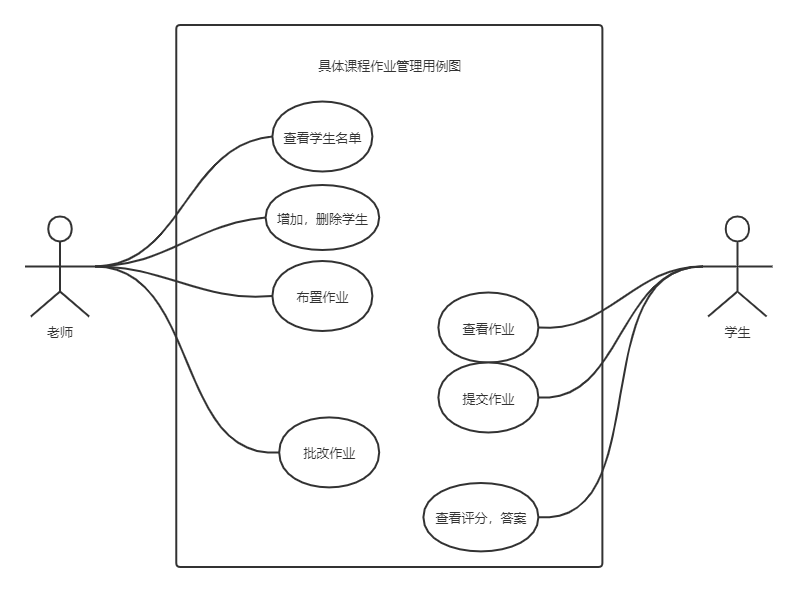 具体课程作业管理用例图
查看学生名单
增加，删除学生
布置作业
查看作业
老师
学生
提交作业
批改作业
查看评分，答案